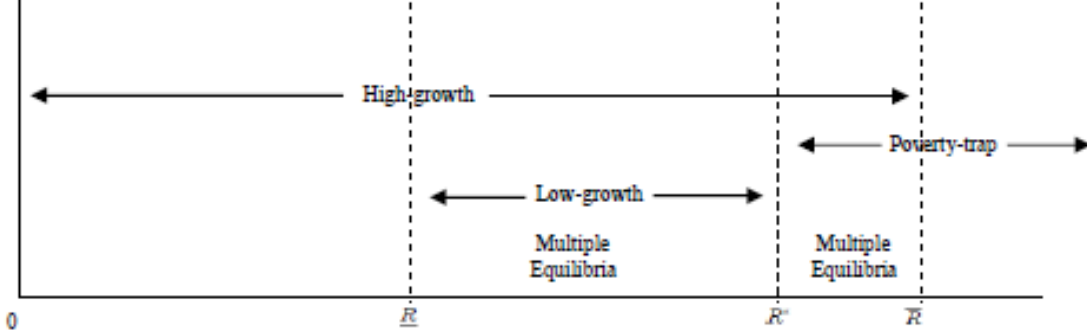 High-growth
Poverty-trap
Low-growth
Multiple
Equilibria
Multiple
Equilibria
0
R̲
R*
R̅